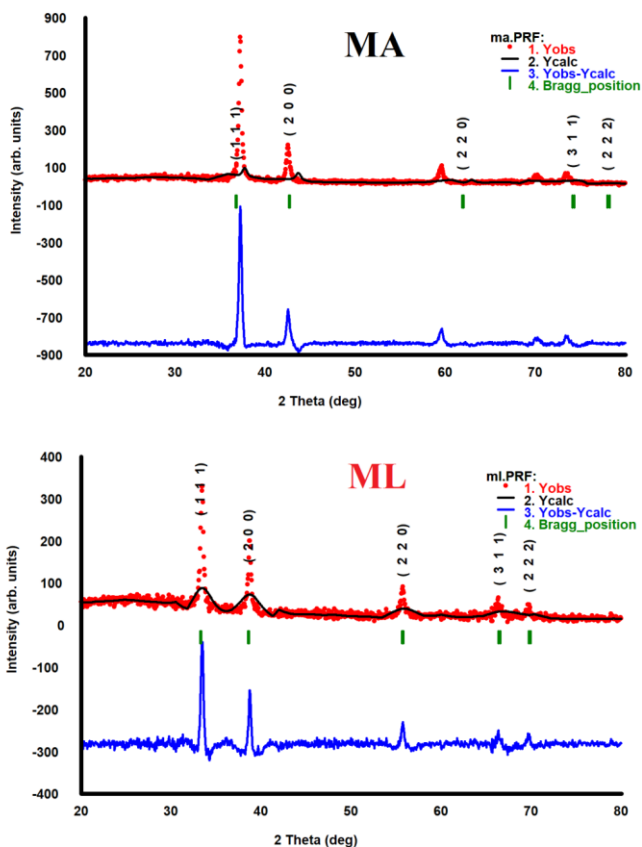 MA
ma.PRF:
1. Yobs
2. Ycalc
3. Yobs-Ycalc
4. Bragg_position
( 1 1 1 )
( 2 0 0 )
( 2 2 0 )
( 3 1 1 )
( 2 2 2 )
Intensity (arb. units)
900
700
500
300
100
-100
-300
-500
-700
-900
20 30 40 50 60 70 80
2 Theta (deg)
ML
ml.PRF:
1. Yobs
2. Ycalc
3. Yobs-Ycalc
4. Bragg_position
( 1 1 1 )
( 2 0 0 )
( 2 2 0 )
( 3 1 1 )
( 2 2 2 )
Intensity (arb. units)
400
300
200
100
0
-100
-200
-300
-400
20 30 40 50 60 70 80
2 Theta (deg)